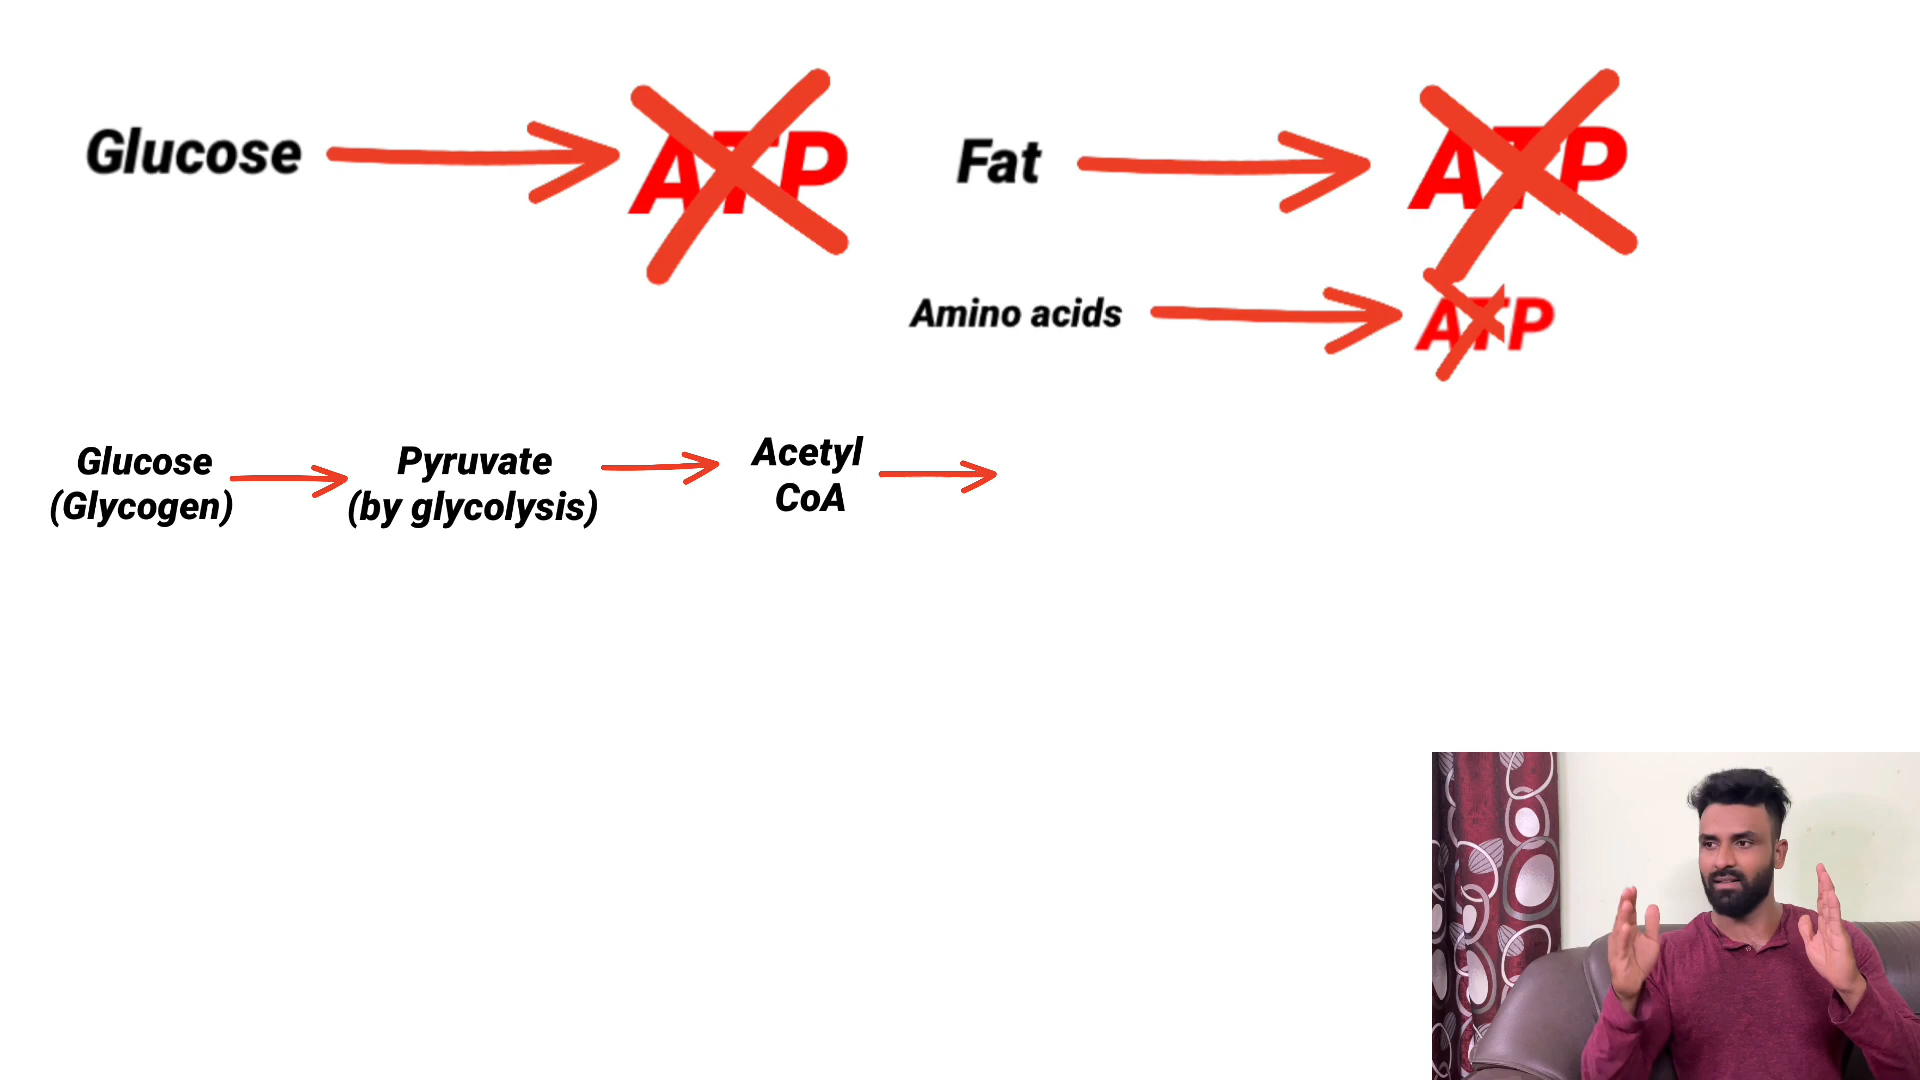 Glucose
ATP
Fat
ATP
Amino acids
ATP
Glucose
(Glycogen)
Pyruvate
(by glycolysis)
Acetyl
CoA